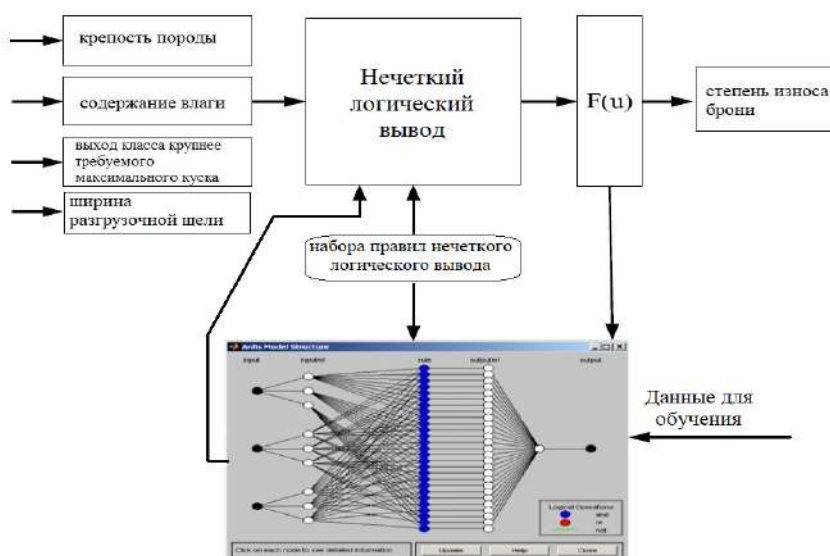 крепость породы
содержание влаги
выход класса крупнее
требуемого
максимального куска
ширина
разгрузочной щели
Нечеткий
логический
вывод
F(u)
степень износа
брони
набора правил нечеткого
логического вывода
Anfis Model Structure
input
inputmf
rule
outputmf
output
Logical Operations
and
or
not
Click on each node to see detailed information
Update
Help
Close
Данные для
обучения